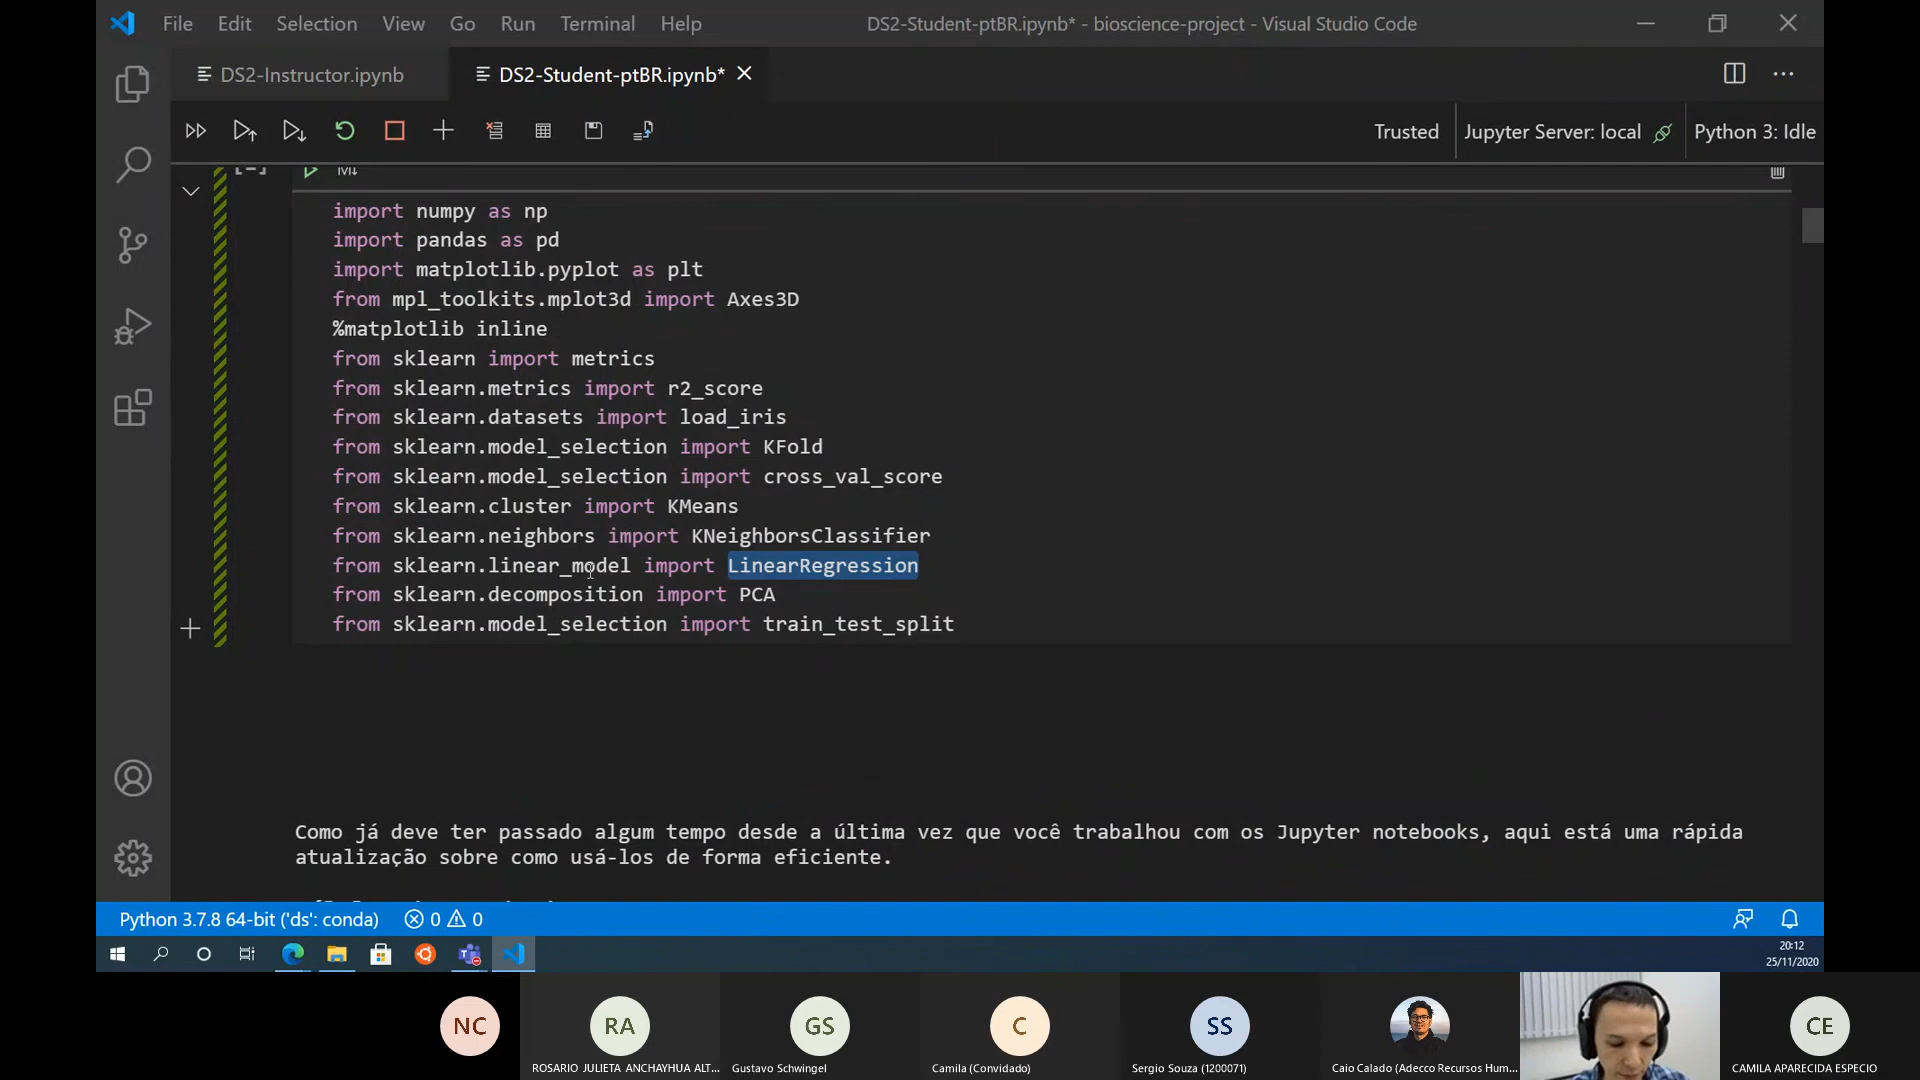 File Edit Selection View Go Run Terminal Help DS2-Student-ptBR.ipynb* - bioscience-project - Visual Studio Code
DS2-Instructor.ipynb DS2-Student-ptBR.ipynb*
Trusted Jupyter Server: local Python 3: Idle
import numpy as np
import pandas as pd
import matplotlib.pyplot as plt
from mpl_toolkits.mplot3d import Axes3D
%matplotlib inline
from sklearn import metrics
from sklearn.metrics import r2_score
from sklearn.datasets import load_iris
from sklearn.model_selection import KFold
from sklearn.model_selection import cross_val_score
from sklearn.cluster import KMeans
from sklearn.neighbors import KNeighborsClassifier
from sklearn.linear_model import LinearRegression
from sklearn.decomposition import PCA
from sklearn.model_selection import train_test_split
Como já deve ter passado algum tempo desde a última vez que você trabalhou com os Jupyter notebooks, aqui está uma rápida
atualização sobre como usá-los de forma eficiente.
Python 3.7.8 64-bit ('ds': conda) 0 0
20:12
25/11/2020
NC RA GS C SS CE
ROSARIO JULIETA ANCHAYHUA ALT... Gustavo Schwingel Camila (Convidado) Sergio Souza (1200071) Caio Calado (Adecco Recursos Hum... CAMILA APARECIDA ESPECIO